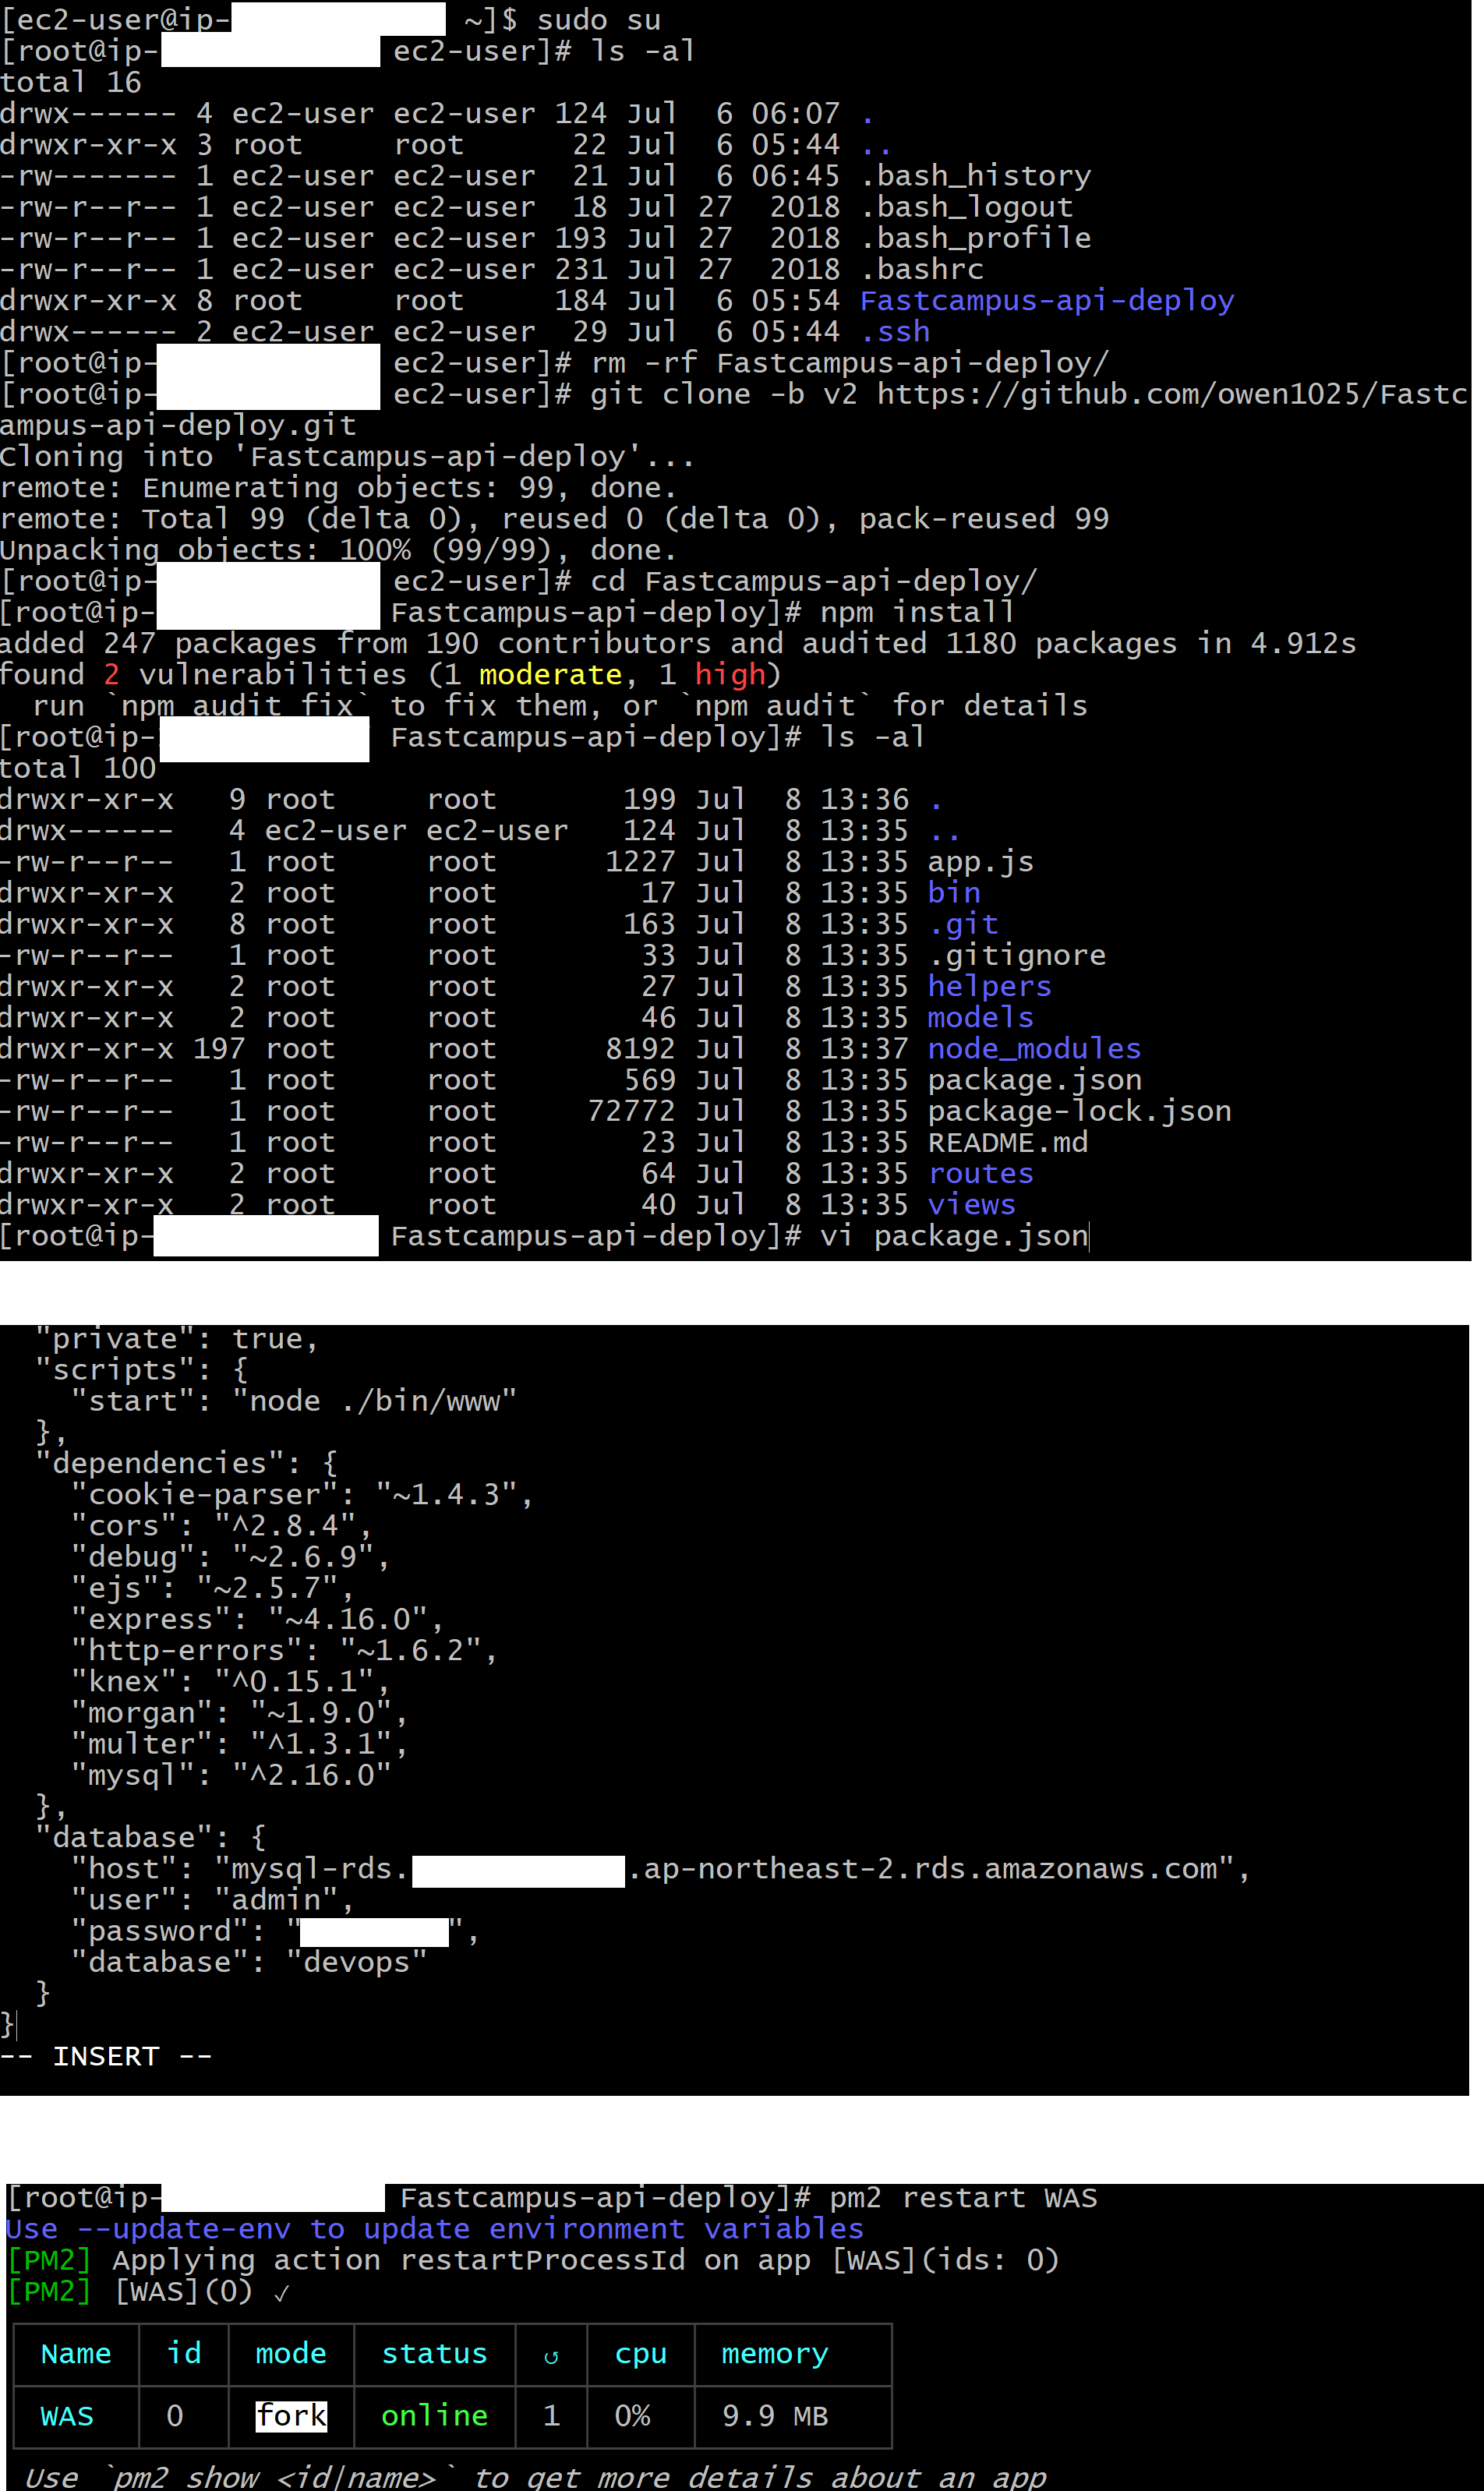 [ec2-user@ip- ~]$ sudo su
[root@ip- ec2-user]# ls -al
total 16
drwx------ 4 ec2-user ec2-user 124 Jul  6 06:07 .
drwxr-xr-x 3 root     root      22 Jul  6 05:44 ..
-rw------- 1 ec2-user ec2-user  21 Jul  6 06:45 .bash_history
-rw-r--r-- 1 ec2-user ec2-user  18 Jul 27  2018 .bash_logout
-rw-r--r-- 1 ec2-user ec2-user 193 Jul 27  2018 .bash_profile
-rw-r--r-- 1 ec2-user ec2-user 231 Jul 27  2018 .bashrc
drwxr-xr-x 8 root     root     184 Jul  6 05:54 Fastcampus-api-deploy
drwx------ 2 ec2-user ec2-user  29 Jul  6 05:44 .ssh
[root@ip- ec2-user]# rm -rf Fastcampus-api-deploy/
[root@ip- ec2-user]# git clone -b v2 https://github.com/owen1025/Fastc
ampus-api-deploy.git
Cloning into 'Fastcampus-api-deploy'...
remote: Enumerating objects: 99, done.
remote: Total 99 (delta 0), reused 0 (delta 0), pack-reused 99
Unpacking objects: 100% (99/99), done.
[root@ip- ec2-user]# cd Fastcampus-api-deploy/
[root@ip- Fastcampus-api-deploy]# npm install
added 247 packages from 190 contributors and audited 1180 packages in 4.912s
found 2 vulnerabilities (1 moderate, 1 high)
  run `npm audit fix` to fix them, or `npm audit` for details
[root@ip- Fastcampus-api-deploy]# ls -al
total 100
drwxr-xr-x   9 root     root       199 Jul  8 13:36 .
drwx------   4 ec2-user ec2-user   124 Jul  8 13:35 ..
-rw-r--r--   1 root     root      1227 Jul  8 13:35 app.js
drwxr-xr-x   2 root     root        17 Jul  8 13:35 bin
drwxr-xr-x   8 root     root       163 Jul  8 13:35 .git
-rw-r--r--   1 root     root        33 Jul  8 13:35 .gitignore
drwxr-xr-x   2 root     root        27 Jul  8 13:35 helpers
drwxr-xr-x   2 root     root        46 Jul  8 13:35 models
drwxr-xr-x 197 root     root      8192 Jul  8 13:37 node_modules
-rw-r--r--   1 root     root       569 Jul  8 13:35 package.json
-rw-r--r--   1 root     root     72772 Jul  8 13:35 package-lock.json
-rw-r--r--   1 root     root        23 Jul  8 13:35 README.md
drwxr-xr-x   2 root     root        64 Jul  8 13:35 routes
drwxr-xr-x   2 root     root        40 Jul  8 13:35 views
[root@ip- Fastcampus-api-deploy]# vi package.json
  "private": true,
  "scripts": {
    "start": "node ./bin/www"
  },
  "dependencies": {
    "cookie-parser": "~1.4.3",
    "cors": "^2.8.4",
    "debug": "~2.6.9",
    "ejs": "~2.5.7",
    "express": "~4.16.0",
    "http-errors": "~1.6.2",
    "knex": "^0.15.1",
    "morgan": "~1.9.0",
    "multer": "^1.3.1",
    "mysql": "^2.16.0"
  },
  "database": {
    "host": "mysql-rds. .ap-northeast-2.rds.amazonaws.com",
    "user": "admin",
    "password": " ",
    "database": "devops"
  }
}
-- INSERT --
[root@ip- Fastcampus-api-deploy]# pm2 restart WAS
Use --update-env to update environment variables
[PM2] Applying action restartProcessId on app [WAS](ids: 0)
[PM2] [WAS](0) ✓
Name id mode status ↺ cpu memory
WAS 0 fork online 1 0% 9.9 MB
Use `pm2 show <id|name>` to get more details about an app